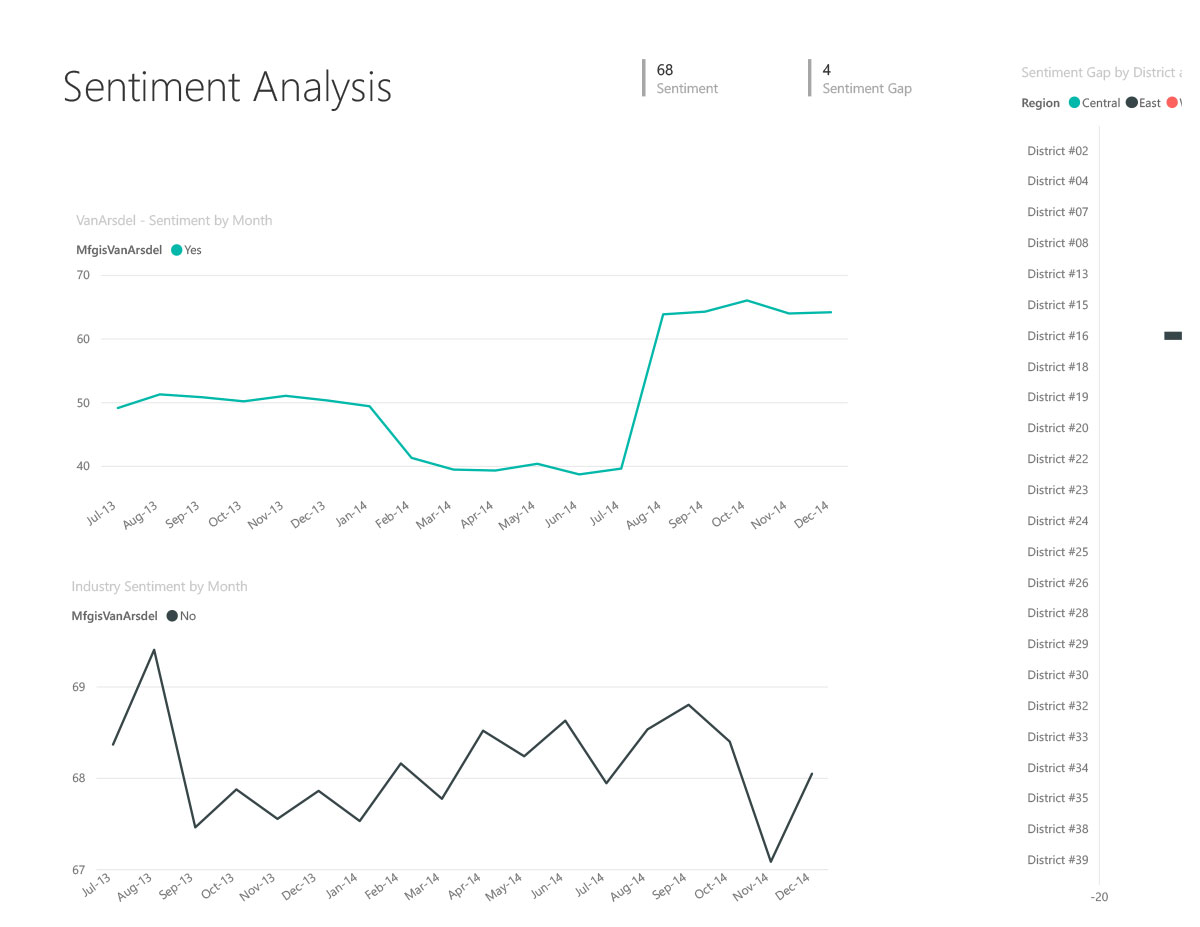 Sentiment Analysis
68
Sentiment
4
Sentiment Gap
VanArsdel - Sentiment by Month
MfgisVanArsdel Yes
70
60
50
40
Jul-13 Aug-13 Sep-13 Oct-13 Nov-13 Dec-13 Jan-14 Feb-14 Mar-14 Apr-14 May-14 Jun-14 Jul-14 Aug-14 Sep-14 Oct-14 Nov-14 Dec-14
Industry Sentiment by Month
MfgisVanArsdel No
69
68
67
Jul-13 Aug-13 Sep-13 Oct-13 Nov-13 Dec-13 Jan-14 Feb-14 Mar-14 Apr-14 May-14 Jun-14 Jul-14 Aug-14 Sep-14 Oct-14 Nov-14 Dec-14
Sentiment Gap by District
Region Central East
District #02
District #04
District #07
District #08
District #13
District #15
District #16
District #18
District #19
District #20
District #22
District #23
District #24
District #25
District #26
District #28
District #29
District #30
District #32
District #33
District #34
District #35
District #38
District #39
-20